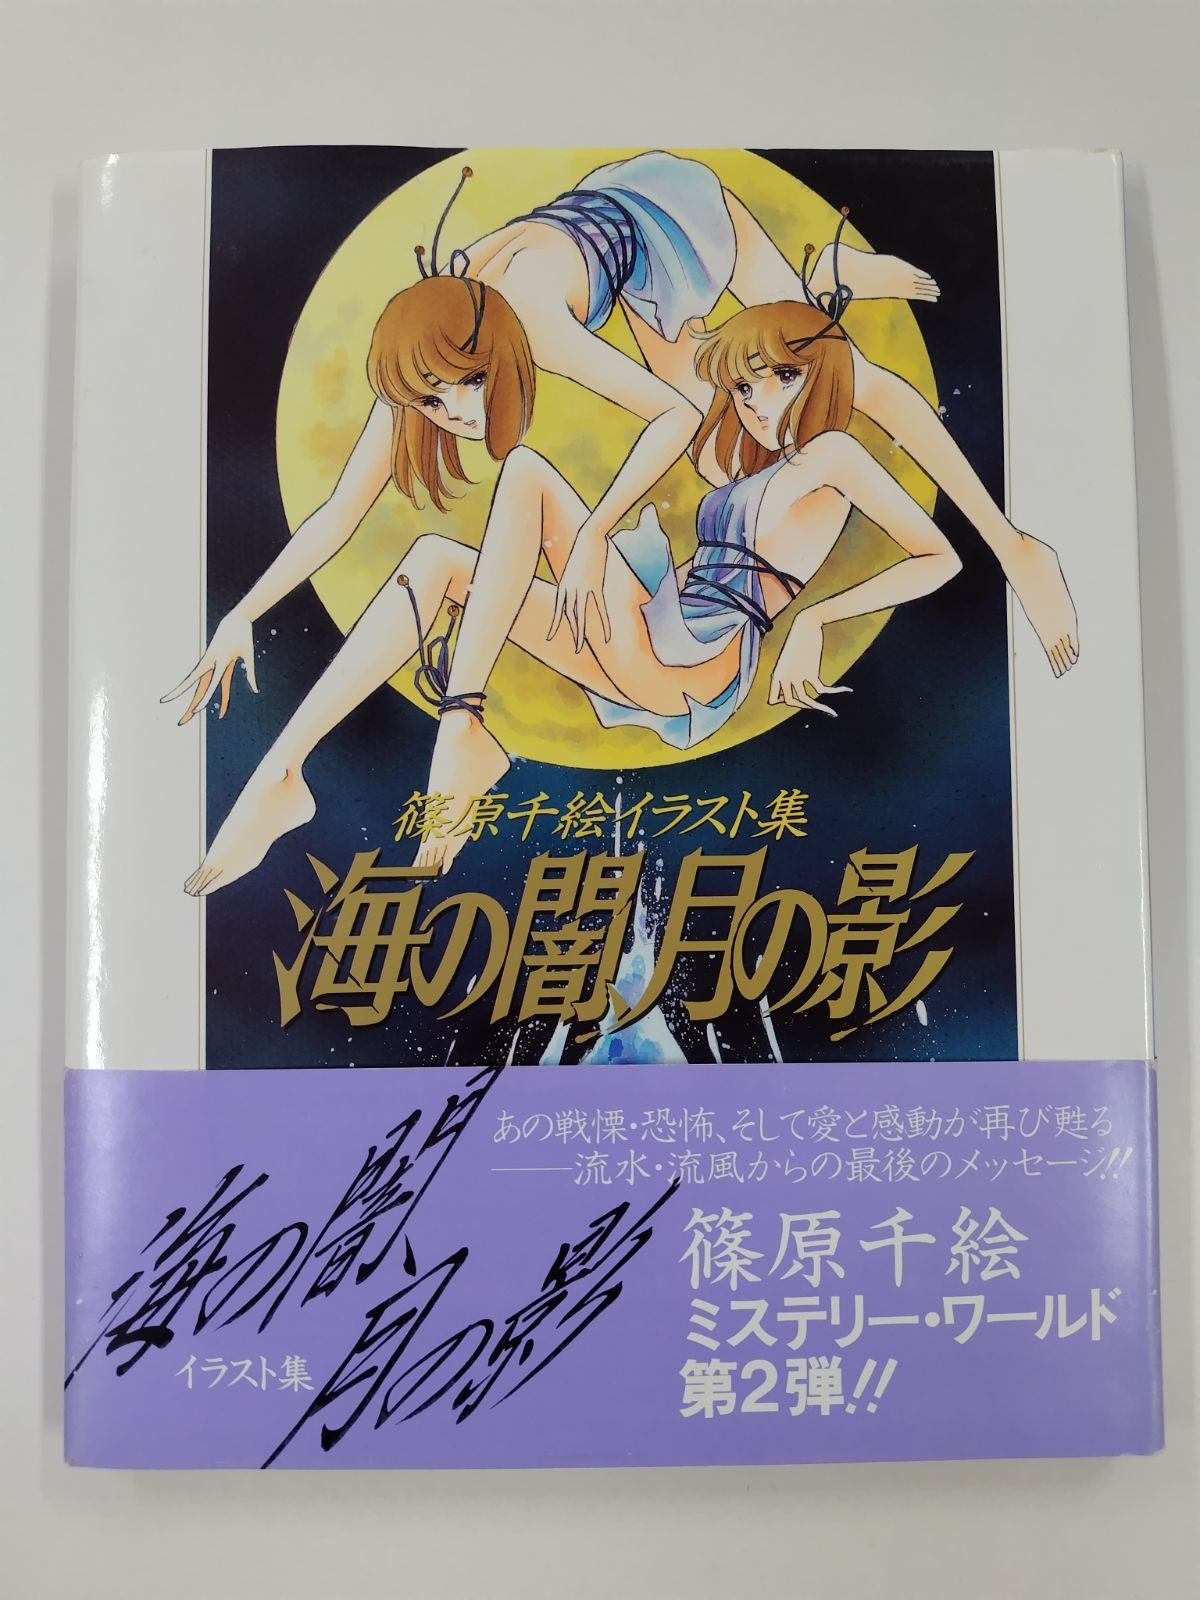 篠原千絵イラスト集
海の闇、月の影
あの戦慄・恐怖、そして愛と感動が再び甦る
――流水・流風からの最後のメッセージ!!
海の闇、
月の影
イラスト集
篠原千絵
ミステリー・ワールド
第2弾!!